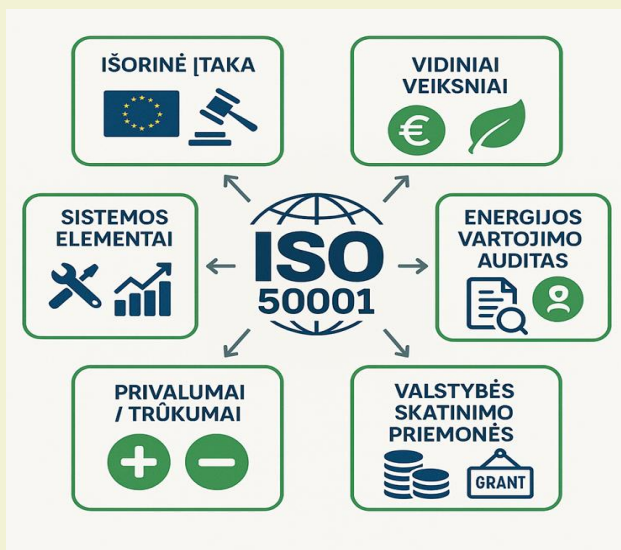 IŠORINĖ ĮTAKA
VIDINIAI
VEIKSNIAI
€
SISTEMOS
ELEMENTAI
ISO
50001
ENERGIJOS
VARTOJIMO
AUDITAS
PRIVALUMAI
/ TRŪKUMAI
VALSTYBĖS
SKATINIMO
PRIEMONĖS
GRANT